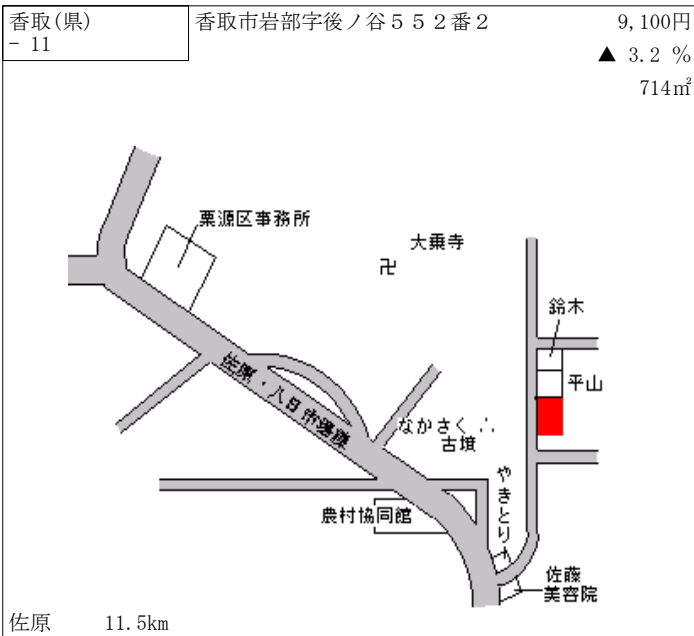 香取(県)
- 11
香取市岩部字後ノ谷５５２番２
9,100円
▲ 3.2 %
714㎡
栗源区事務所
大乗寺
卍
鈴木
平山
佐原・八日市場線
なかさく ∴
古墳
やきとり
農村協同館
佐藤
美容院
佐原 11.5km